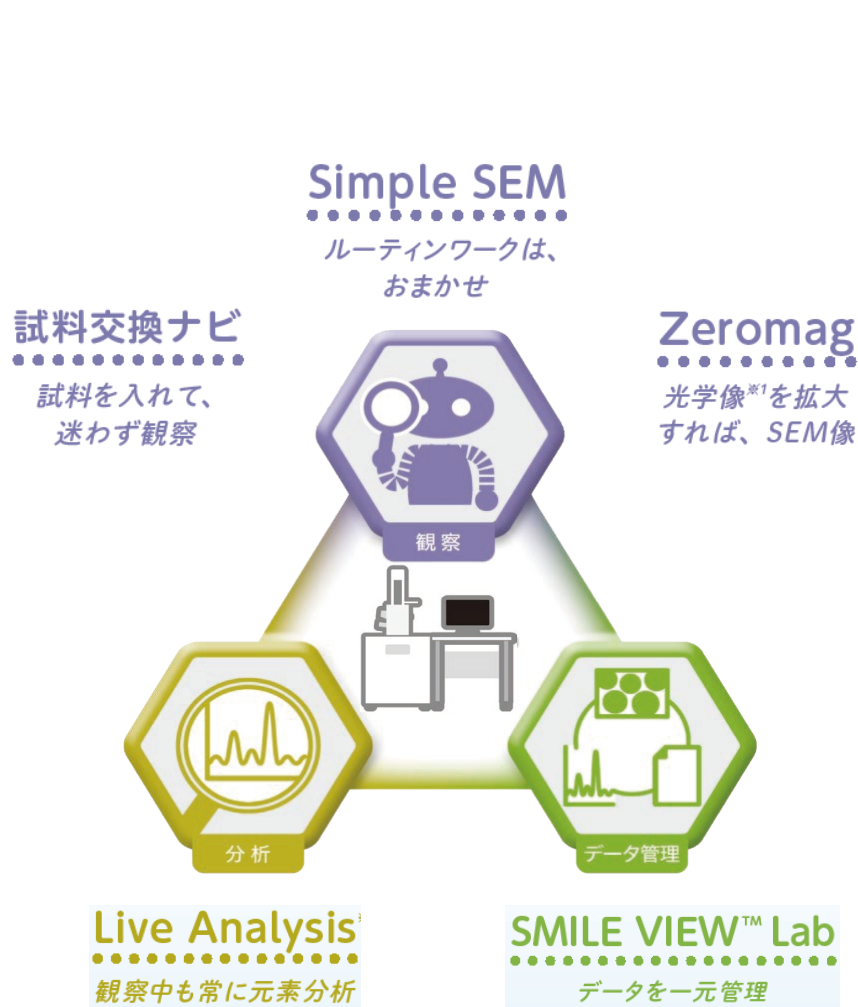 Simple SEM
ルーティンワークは、
おまかせ
試料交換ナビ
試料を入れて、
迷わず観察
Zeromag
光学像※1を拡大
すれば、SEM像
観察
分析
データ管理
Live Analysis
観察中も常に元素分析
SMILE VIEW™ Lab
データを一元管理